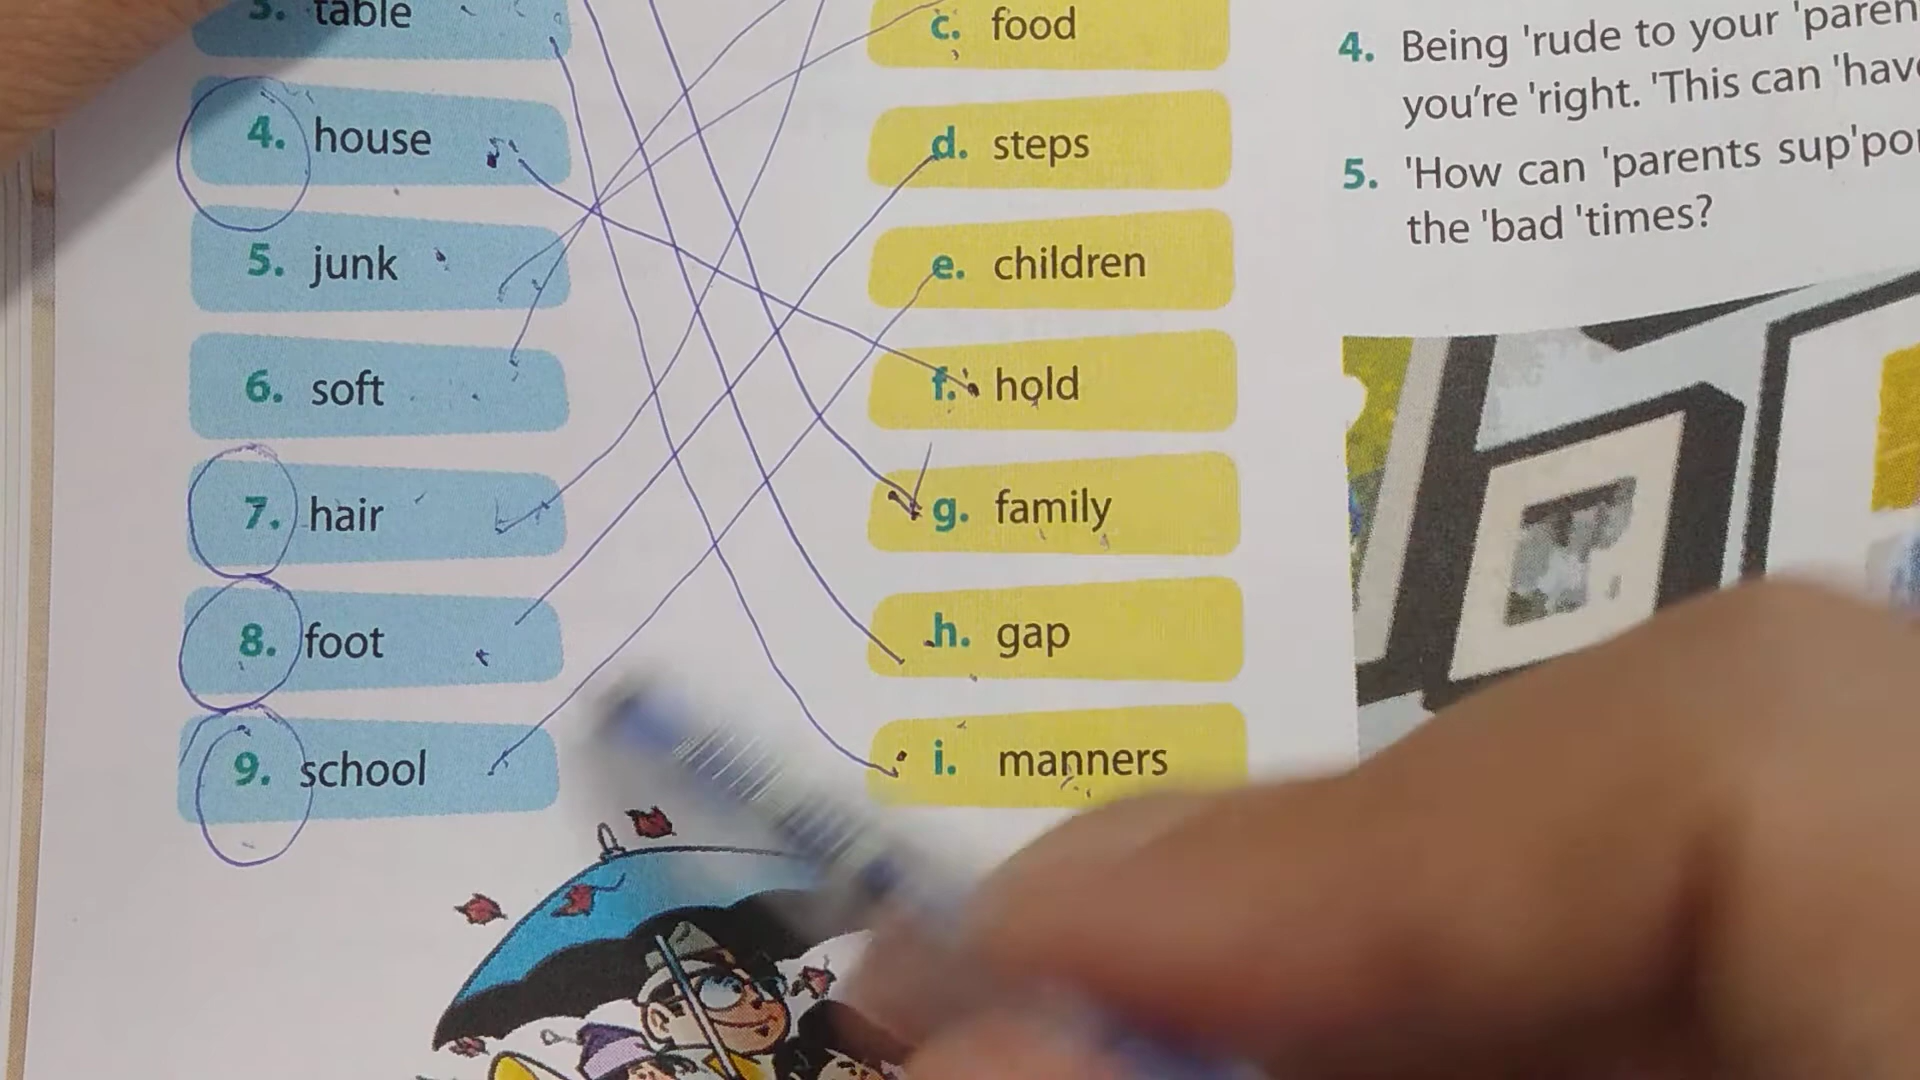 3. table
4. house
5. junk
6. soft
7. hair
8. foot
9. school
c. food
d. steps
e. children
f. hold
g. family
h. gap
i. manners
4. Being 'rude to your 'paren
you're 'right. 'This can 'have
5. 'How can 'parents sup'po
the 'bad 'times?